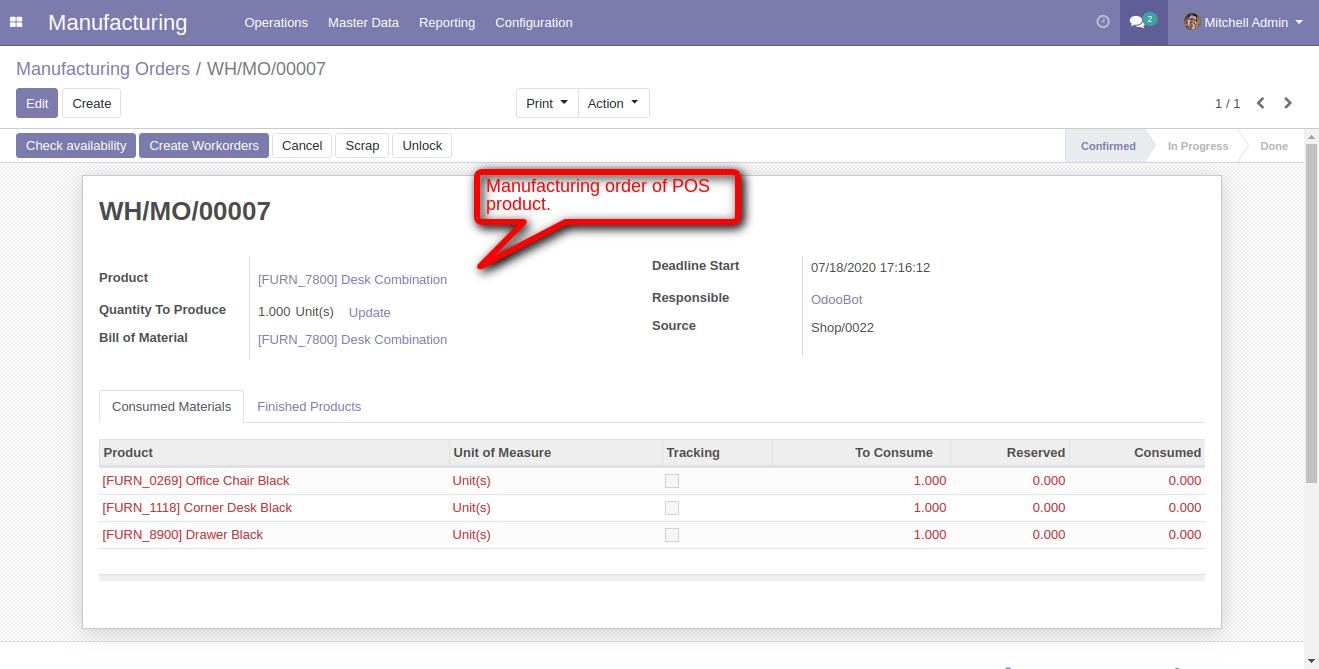 Manufacturing Operations Master Data Reporting Configuration 2 Mitchell Admin
Manufacturing Orders / WH/MO/00007
Edit Create Print Action 1 / 1
Check availability Create Workorders Cancel Scrap Unlock Confirmed In Progress Done
Manufacturing order of POS
product.
WH/MO/00007
Product [FURN_7800] Desk Combination
Quantity To Produce 1.000 Unit(s) Update
Bill of Material [FURN_7800] Desk Combination
Deadline Start 07/18/2020 17:16:12
Responsible OdooBot
Source Shop/0022
Consumed Materials Finished Products
Product Unit of Measure Tracking To Consume Reserved Consumed
[FURN_0269] Office Chair Black Unit(s) 1.000 0.000 0.000
[FURN_1118] Corner Desk Black Unit(s) 1.000 0.000 0.000
[FURN_8900] Drawer Black Unit(s) 1.000 0.000 0.000